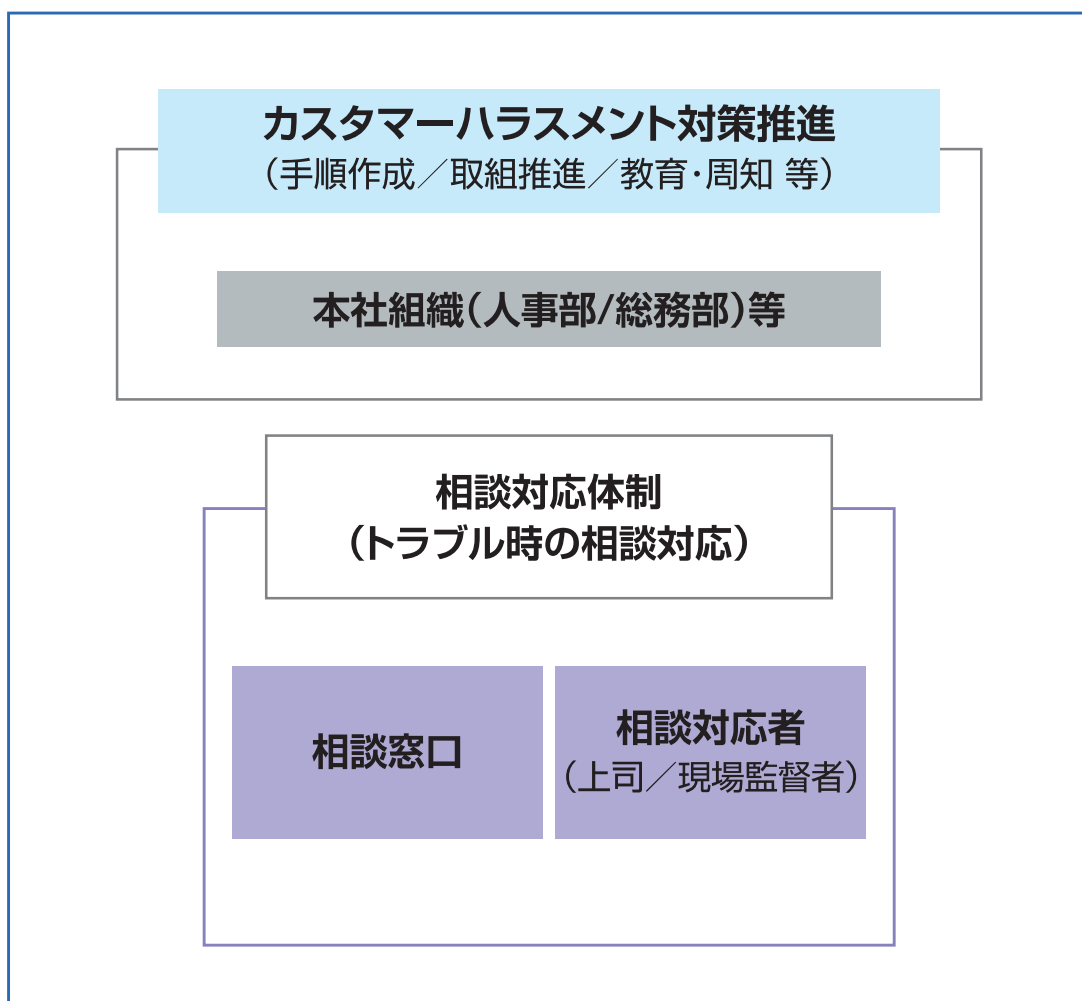 カスタマーハラスメント対策推進
（手順作成／取組推進／教育・周知 等）
本社組織（人事部/総務部）等
相談対応体制
（トラブル時の相談対応）
相談窓口
相談対応者
（上司／現場監督者）